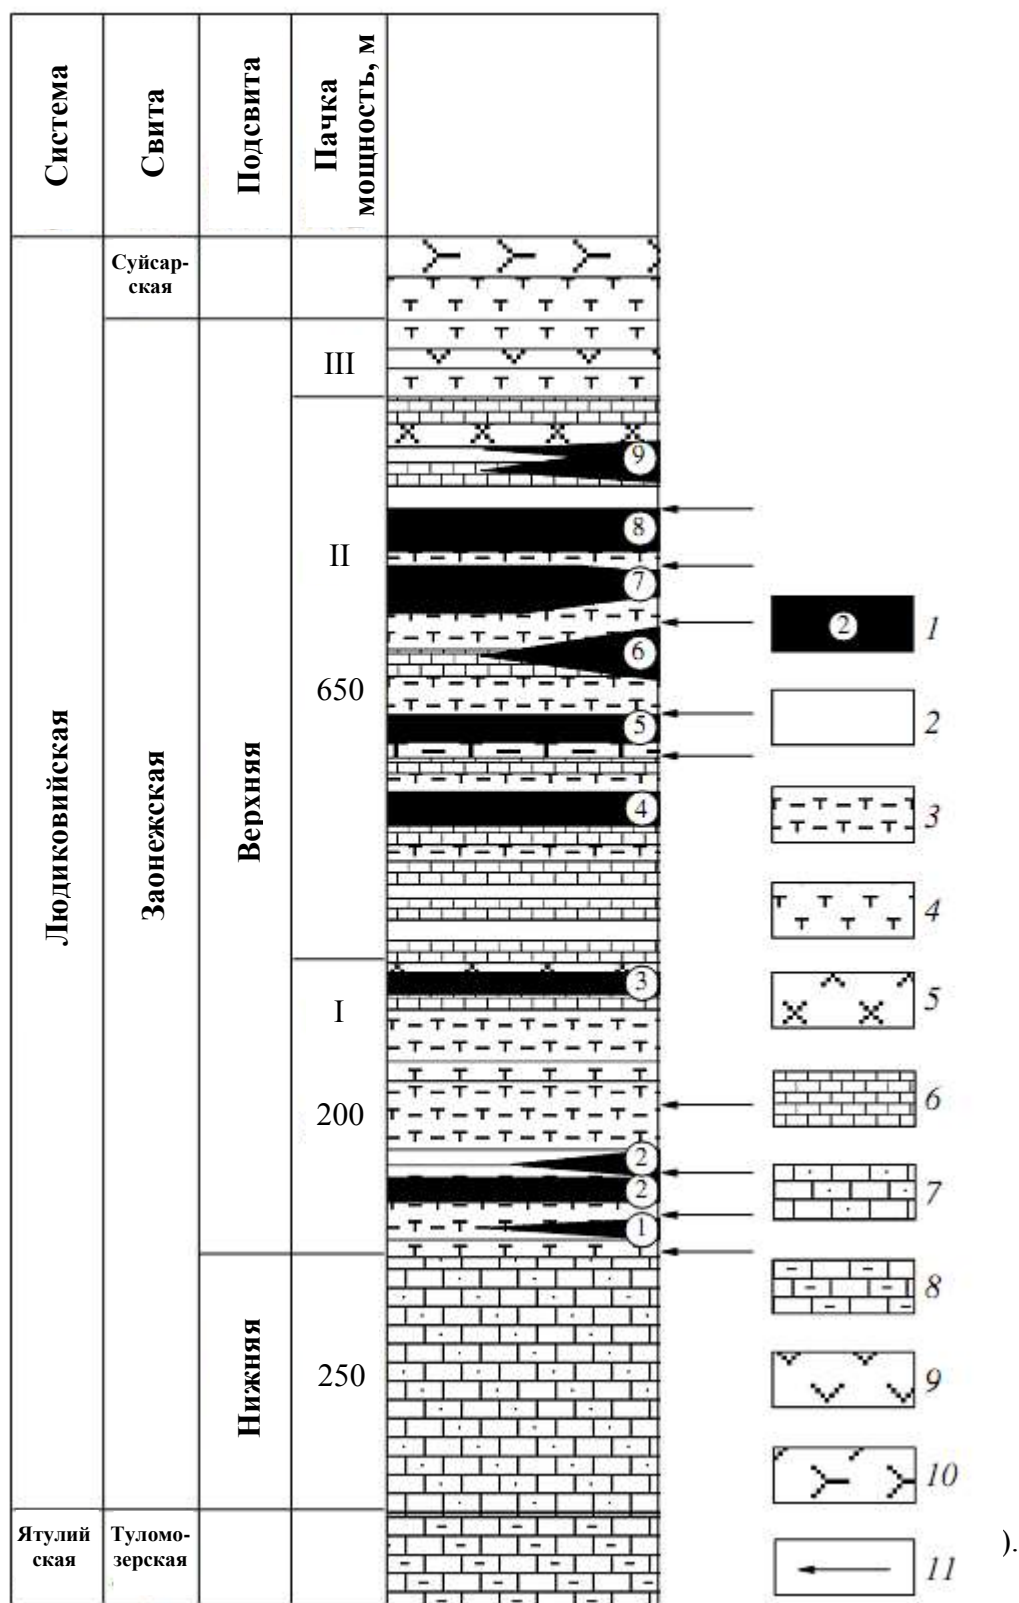 Система
Свита
Подсвита
Пачка
мощность, м
Суйсар-
ская
III
9
8
II
7
1
2
6
650
2
5
Людиковийская
Заонежская
Верхняя
4
3
4
3
5
I
6
200
2
2
7
1
8
Нижняя
250
9
10
Ятулий
ская
Туломо-
зерская
11
).